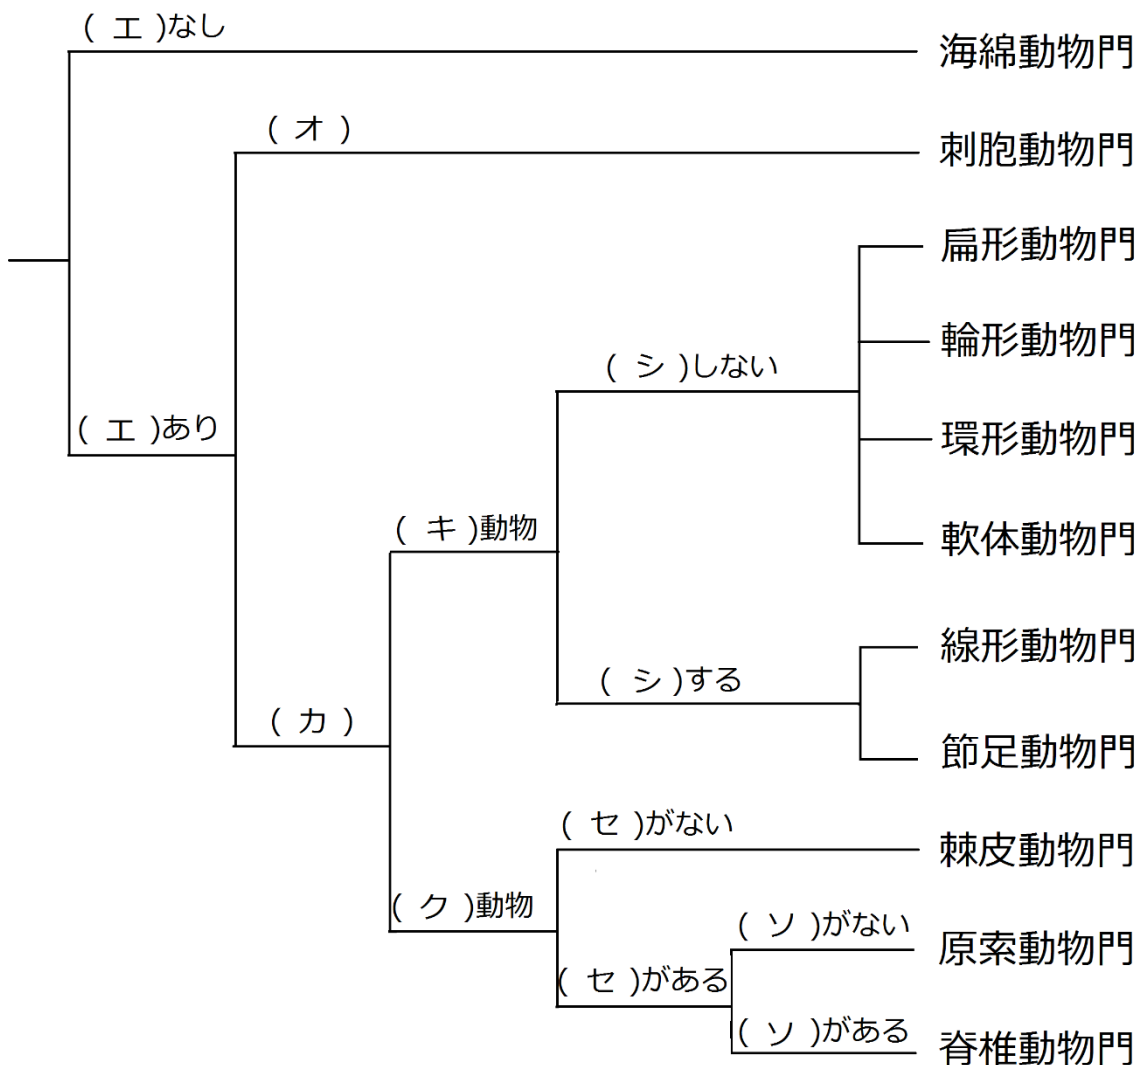 ( エ )なし
海綿動物門
( オ )
刺胞動物門
扁形動物門
輪形動物門
( シ )しない
( エ )あり
環形動物門
( キ )動物
軟体動物門
線形動物門
( シ )する
( カ )
節足動物門
( セ )がない
棘皮動物門
( ク )動物
( ソ )がない
原索動物門
( セ )がある
( ソ )がある
脊椎動物門